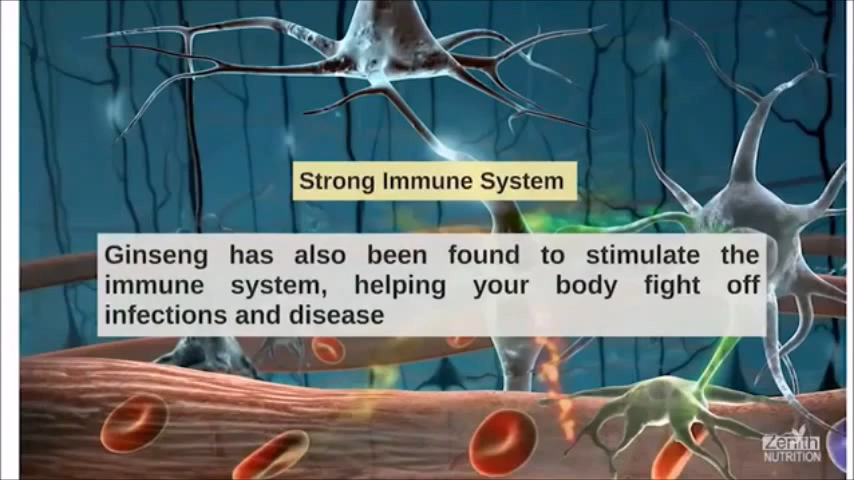 Strong Immune System
Ginseng has also been found to stimulate the
immune system, helping your body fight off
infections and disease
Zenith
NUTRITION